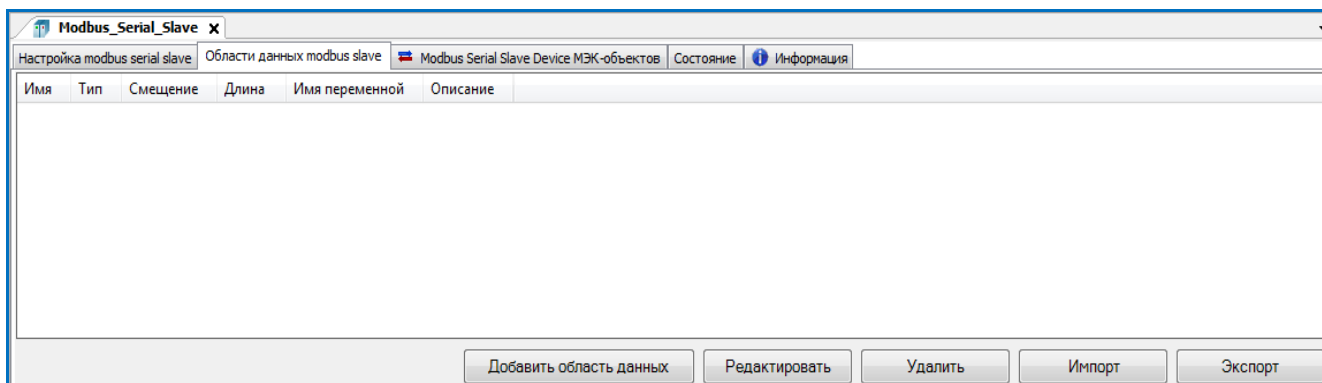 Modbus_Serial_Slave x
Настройка modbus serial slave Области данных modbus slave Modbus Serial Slave Device МЭК-объектов Состояние Информация
Имя Тип Смещение Длина Имя переменной Описание
Добавить область данных Редактировать Удалить Импорт Экспорт